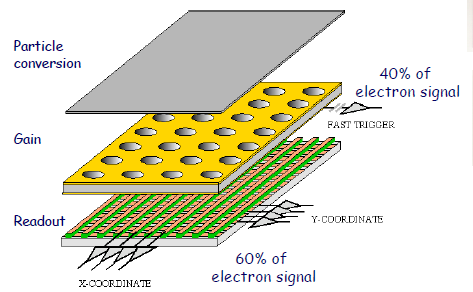 Particle
conversion
40% of
electron signal
FAST TRIGGER
Gain
Readout
Y-COORDINATE
60% of
electron signal
X-COORDINATE